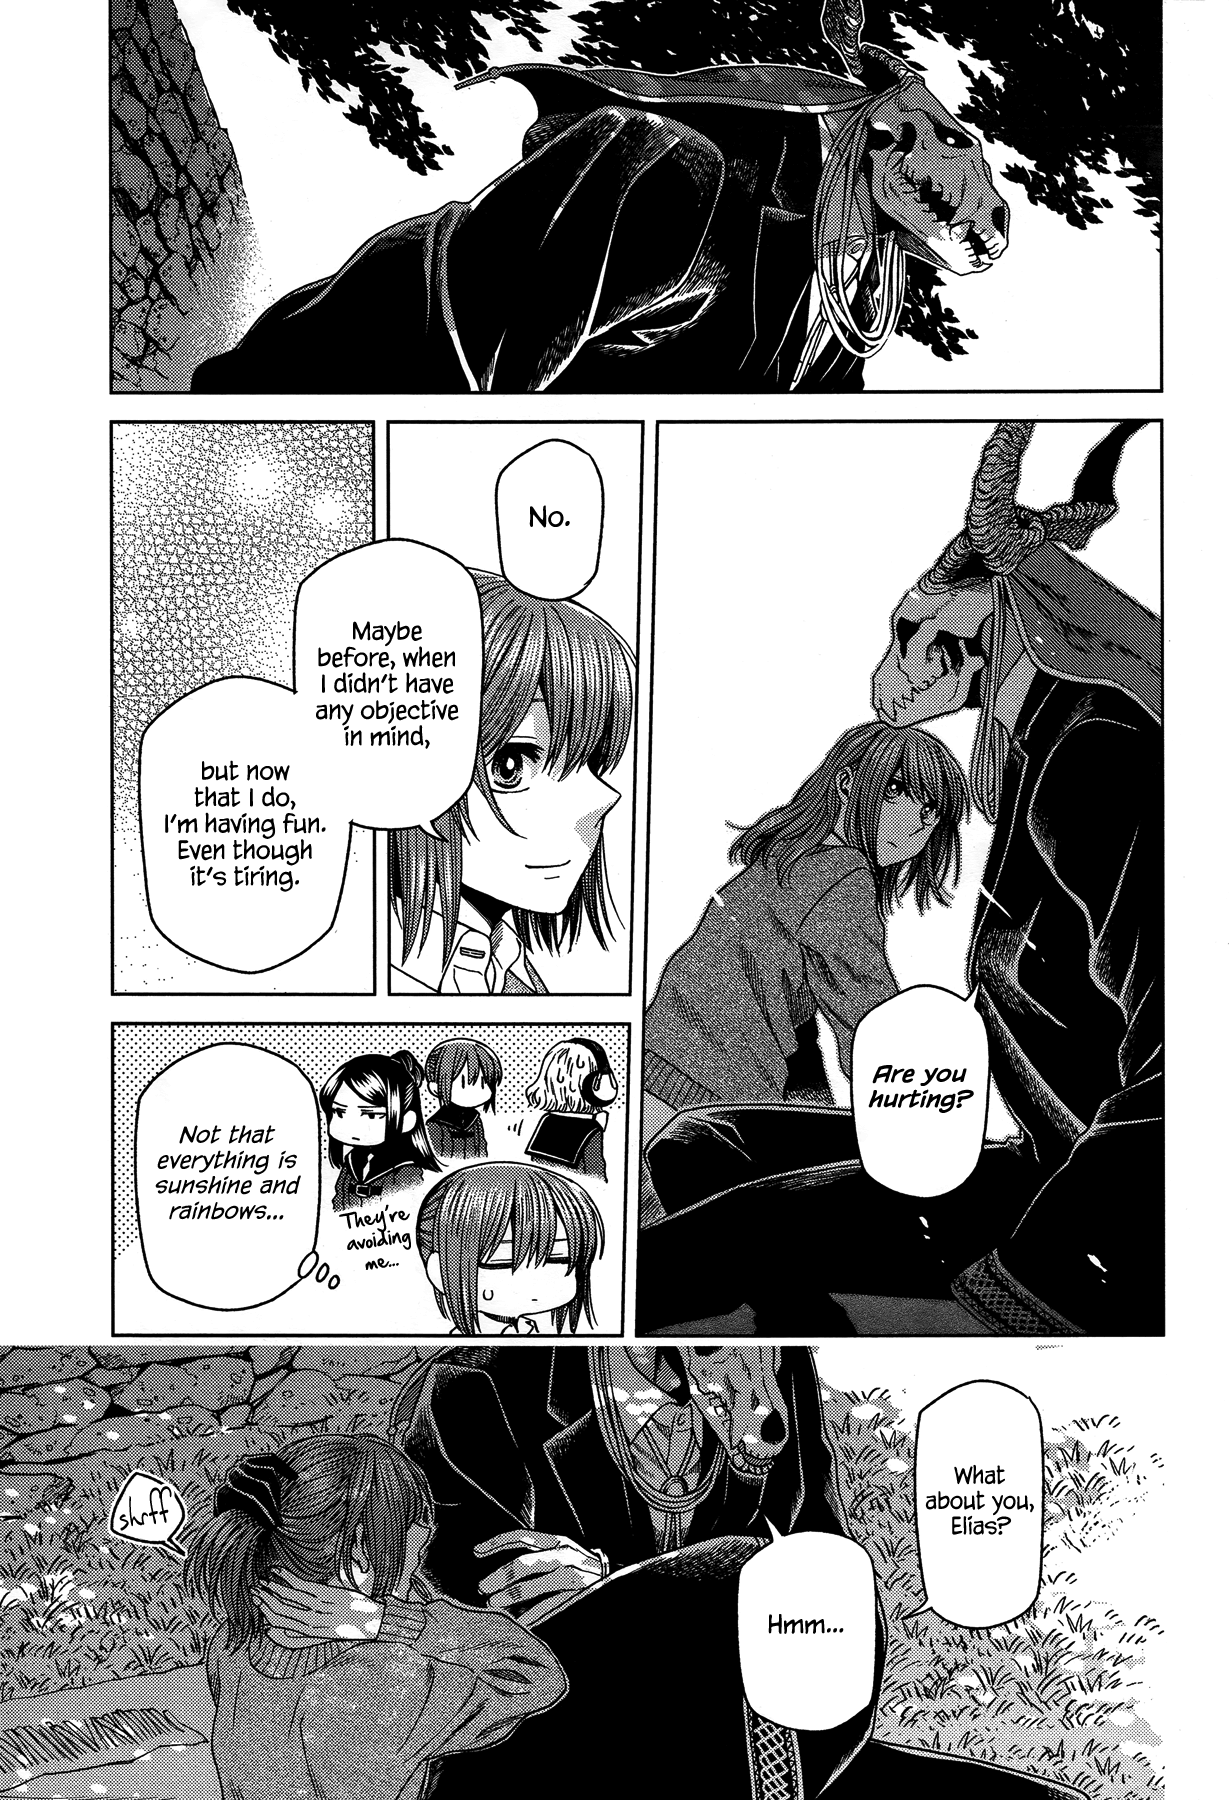 Are you
hurting?
No.
Maybe
before, when
I didn't have
any objective
in mind,
but now
that I do,
I'm having fun.
Even though
it's tiring.
They're
avoiding
me...
Not that
everything is
sunshine and
rainbows...
What
about you,
Elias?
Hmm...
shrff